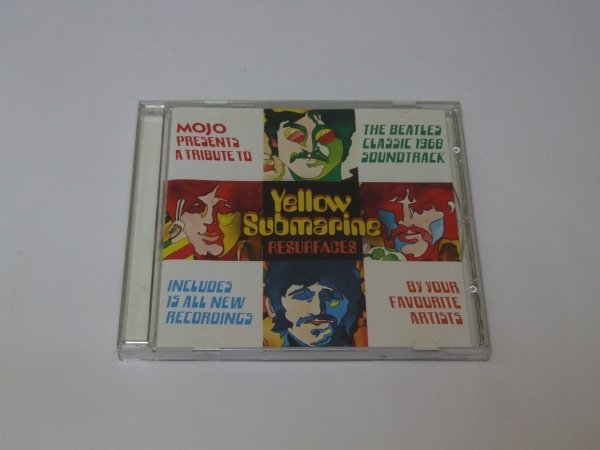 MOJO
PRESENTS
A TRIBUTE TO
THE BEATLES
CLASSIC 1968
SOUNDTRACK
Yellow
Submarine
RESURFACES
INCLUDES
15 ALL NEW
RECORDINGS
BY YOUR
FAVOURITE
ARTISTS